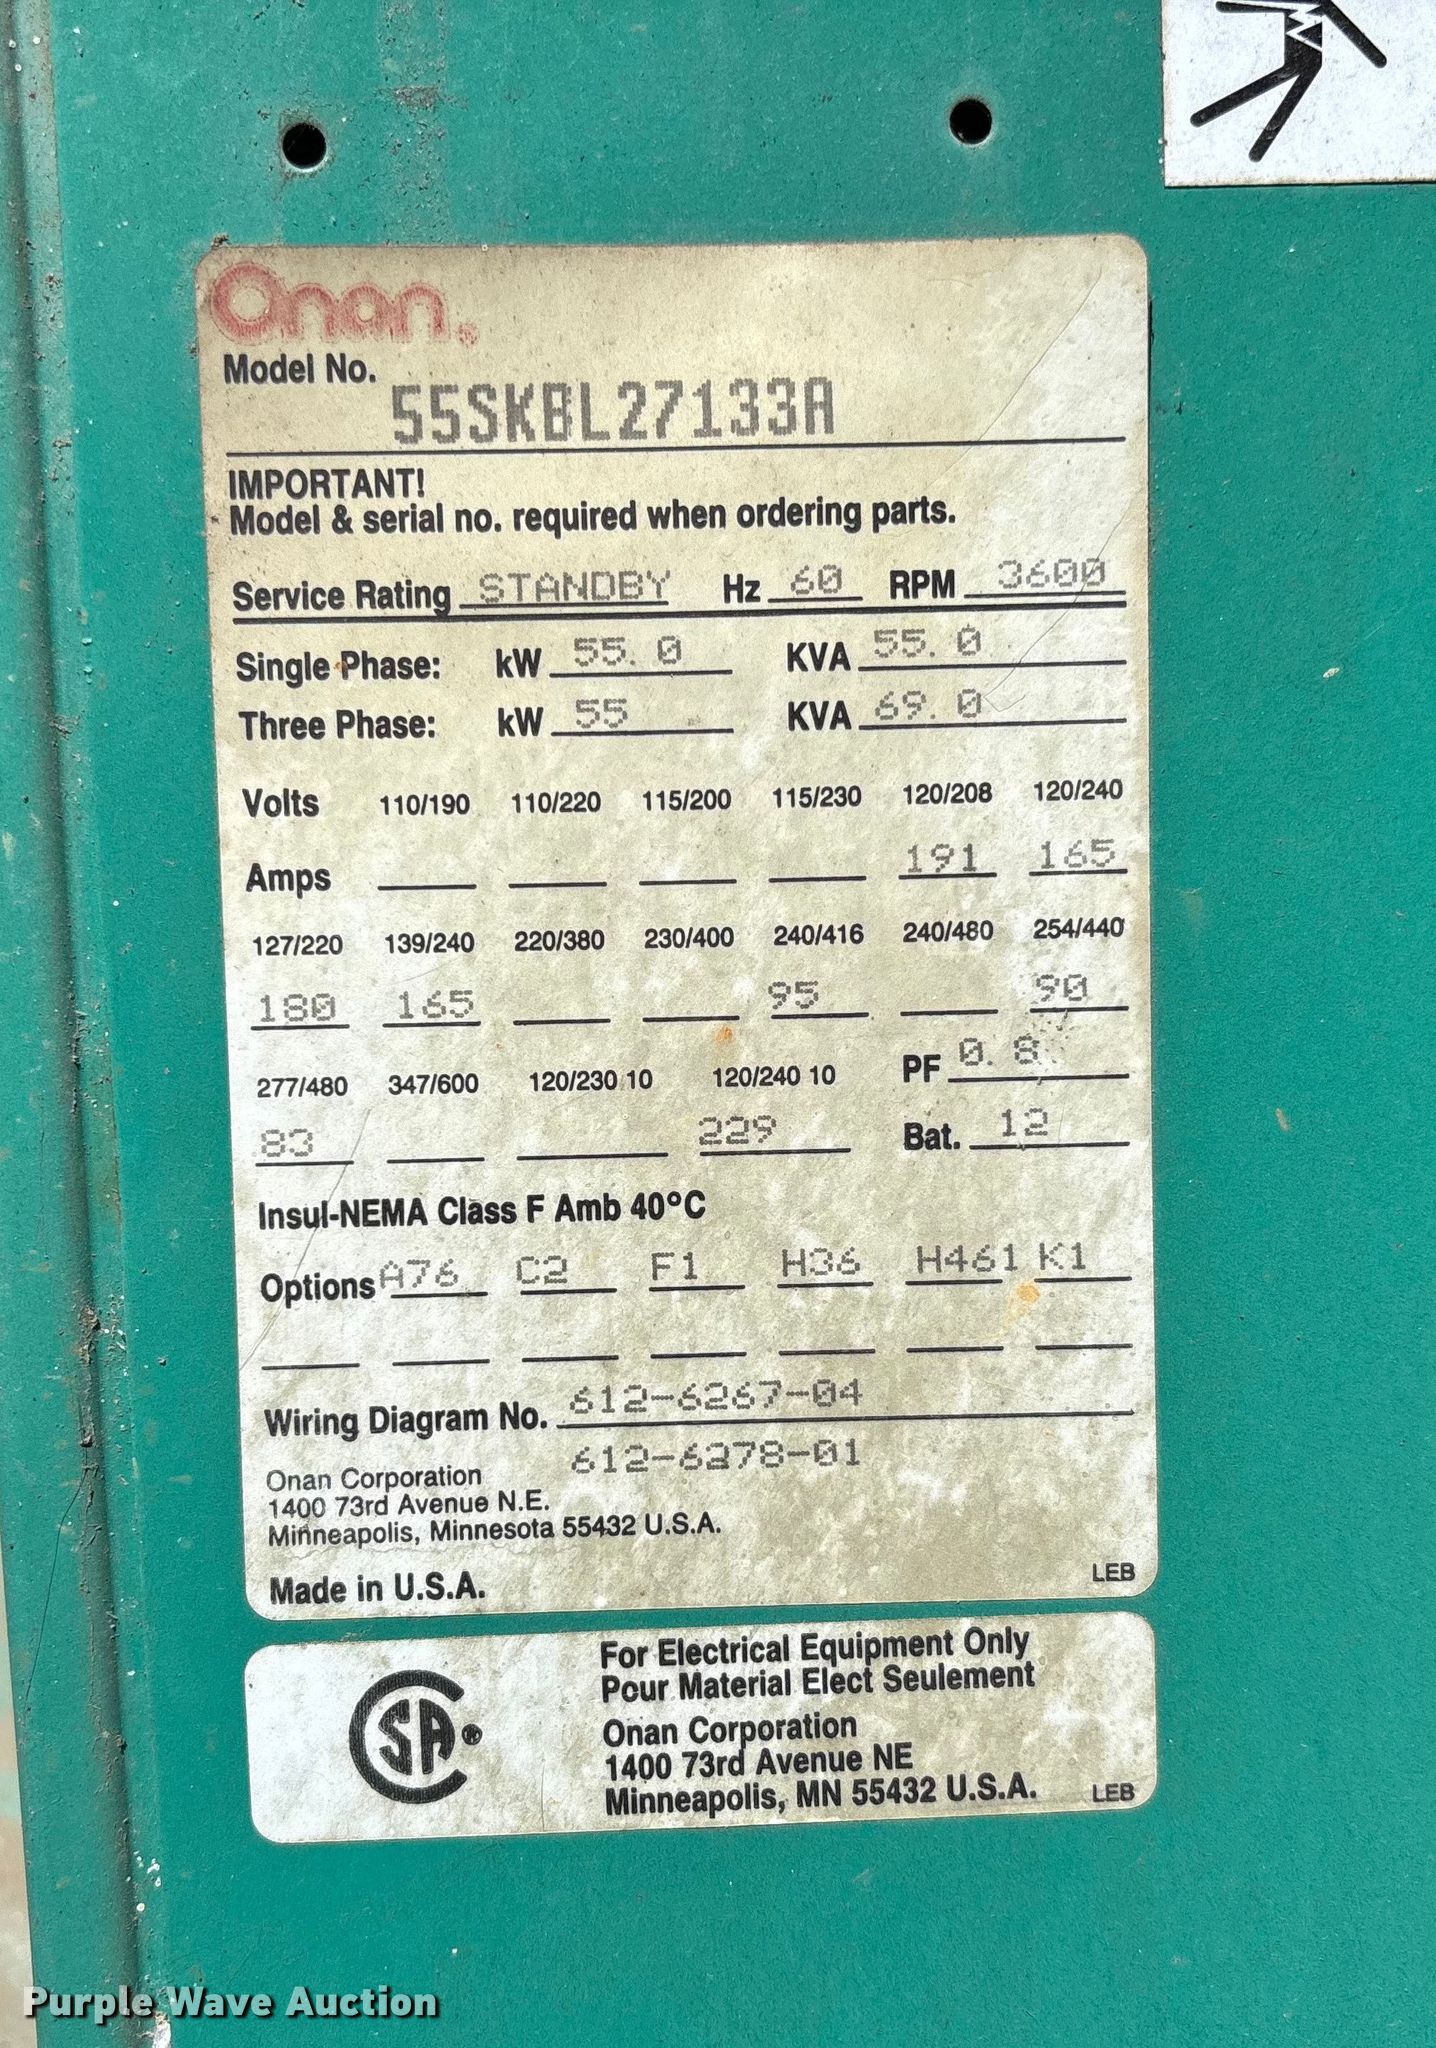 Onan®
Model No. 55SKBL27133A
IMPORTANT!
Model & serial no. required when ordering parts.
Service Rating STANDBY Hz 60 RPM 3600
Single Phase: kW 55.0 KVA 55.0
Three Phase: kW 55 KVA 69.0
Volts 110/190 110/220 115/200 115/230 120/208 120/240
Amps 191 165
127/220 139/240 220/380 230/400 240/416 240/480 254/440
180 165 95 90
277/480 347/600 120/230 10 120/240 10 PF 0.8
83 229 Bat. 12
Insul-NEMA Class F Amb 40°C
Options A76 C2 F1 H36 H461 K1
Wiring Diagram No. 612-6267-04
612-6278-01
Onan Corporation
1400 73rd Avenue N.E.
Minneapolis, Minnesota 55432 U.S.A.
Made in U.S.A.
LEB
CSA®
For Electrical Equipment Only
Pour Material Elect Seulement
Onan Corporation
1400 73rd Avenue NE
Minneapolis, MN 55432 U.S.A.
LEB
Purple Wave Auction